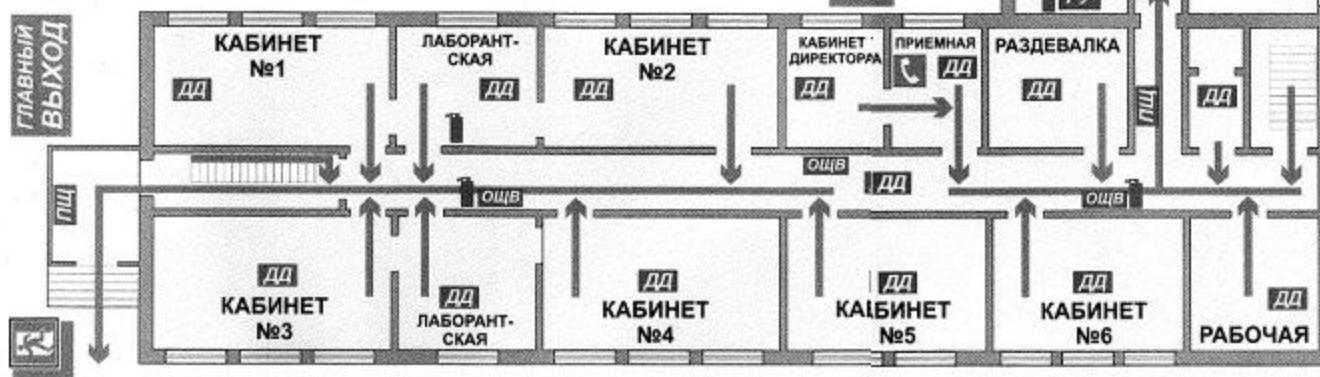 ГЛАВНЫЙ
ВЫХОД
КАБИНЕТ
№1
ДД
ЛАБОРАНТ-
СКАЯ
ДД
КАБИНЕТ
№2
ДД
КАБИНЕТ
ДИРЕКТОРА
ДД
ПРИЕМНАЯ
ДД
РАЗДЕВАЛКА
ДД
ПЩ
ДД
ОЩВ
ДД
ПЩ
ОЩВ
ОЩВ
ДД
КАБИНЕТ
№3
ДД
ЛАБОРАНТ-
СКАЯ
ДД
КАБИНЕТ
№4
ДД
КАБИНЕТ
№5
ДД
КАБИНЕТ
№6
ДД
РАБОЧАЯ